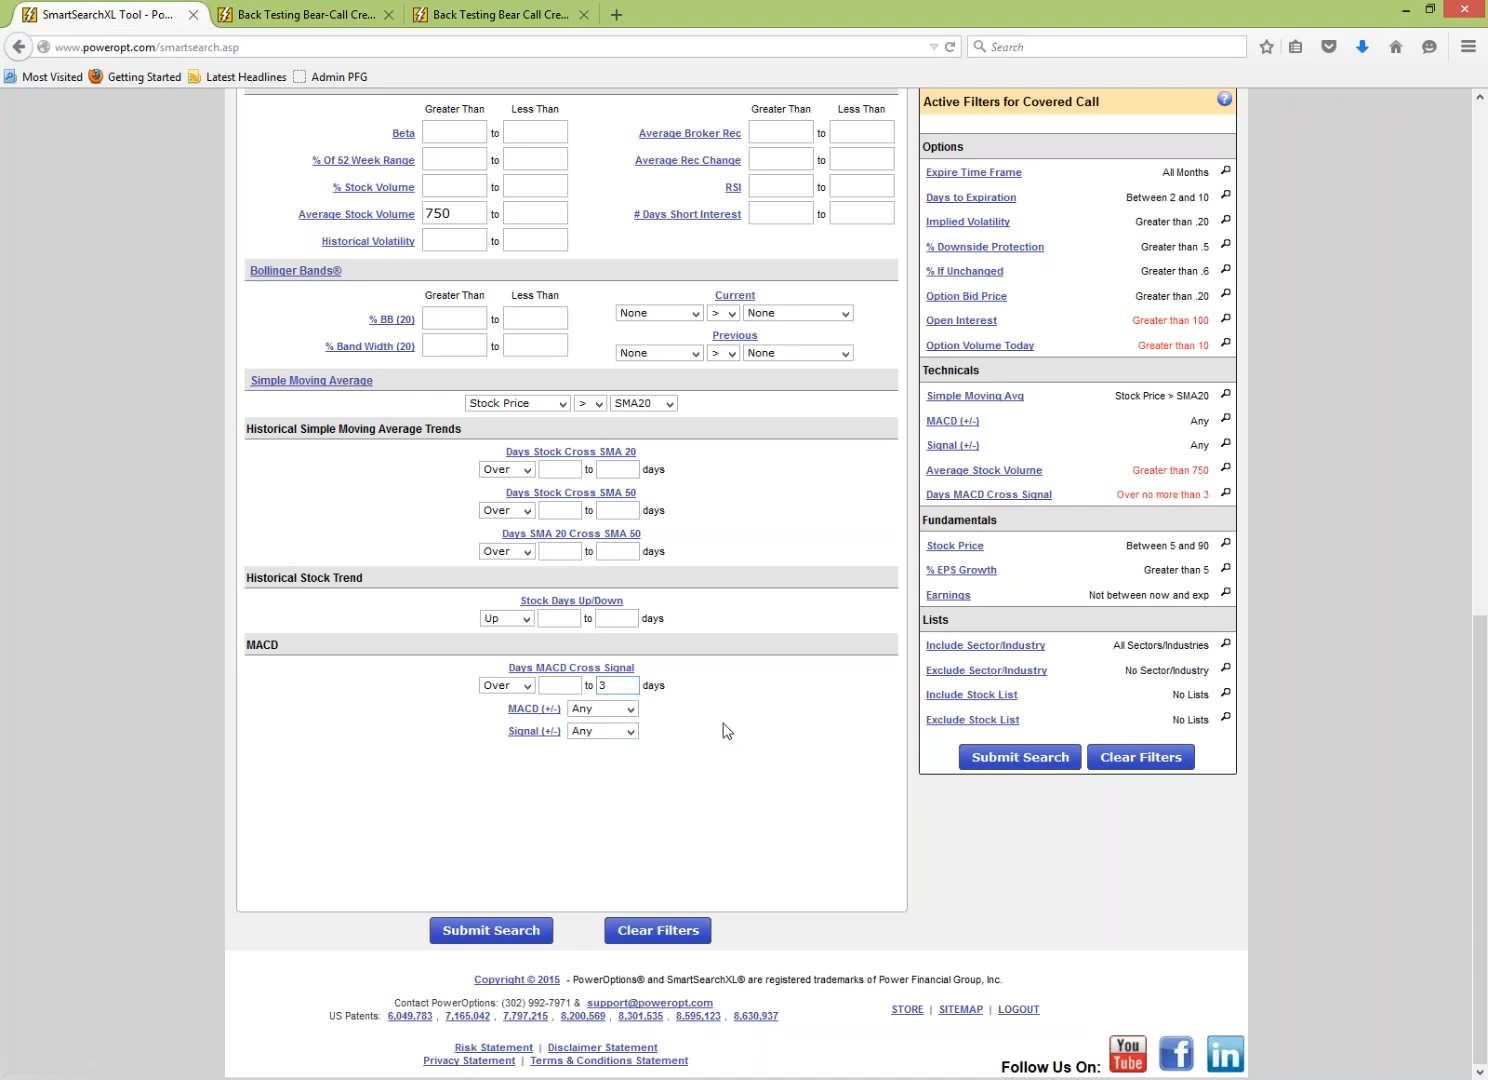 SmartSearchXL Tool - Po...
Back Testing Bear-Call Cre...
Back Testing Bear Call Cre...
www.poweropt.com/smartsearch.asp
Search
Most Visited
Getting Started
Latest Headlines
Admin PFG
Greater Than Less Than Greater Than Less Than
Beta to Average Broker Rec to
% Of 52 Week Range to Average Rec Change to
% Stock Volume to RSI to
Average Stock Volume 750 to # Days Short Interest to
Historical Volatility to
Bollinger Bands®
Greater Than Less Than Current
% BB (20) to None > None
Previous
% Band Width (20) to None > None
Simple Moving Average
Stock Price > SMA20
Historical Simple Moving Average Trends
Days Stock Cross SMA 20
Over to days
Days Stock Cross SMA 50
Over to days
Days SMA 20 Cross SMA 50
Over to days
Historical Stock Trend
Stock Days Up/Down
Up to days
MACD
Days MACD Cross Signal
Over to 3 days
MACD (+/-) Any
Signal (+/-) Any
Submit Search Clear Filters
Active Filters for Covered Call ?
Options
Expire Time Frame All Months
Days to Expiration Between 2 and 10
Implied Volatility Greater than .20
% Downside Protection Greater than .5
% If Unchanged Greater than .6
Option Bid Price Greater than .20
Open Interest Greater than 100
Option Volume Today Greater than 10
Technicals
Simple Moving Avg Stock Price > SMA20
MACD (+/-) Any
Signal (+/-) Any
Average Stock Volume Greater than 750
Days MACD Cross Signal Over no more than 3
Fundamentals
Stock Price Between 5 and 90
% EPS Growth Greater than 5
Earnings Not between now and exp
Lists
Include Sector/Industry All Sectors/Industries
Exclude Sector/Industry No Sector/Industry
Include Stock List No Lists
Exclude Stock List No Lists
Submit Search Clear Filters
Copyright © 2015 - PowerOptions® and SmartSearchXL® are registered trademarks of Power Financial Group, Inc.
Contact PowerOptions: (302) 992-7971 & support@poweropt.com
US Patents: 6,049,783 , 7,165,042 , 7,797,215 , 8,200,569 , 8,301,535 , 8,595,123 , 8,630,937
STORE | SITEMAP | LOGOUT
Risk Statement | Disclaimer Statement
Privacy Statement | Terms & Conditions Statement
Follow Us On: You Tube f in